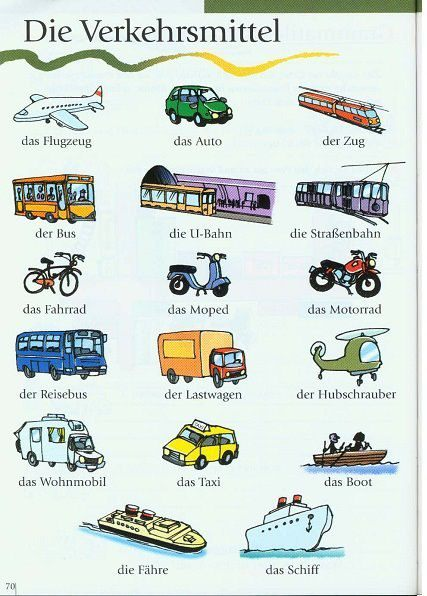 Die Verkehrsmittel
das Flugzeug das Auto der Zug
der Bus die U-Bahn die Straßenbahn
das Fahrrad das Moped das Motorrad
der Reisebus der Lastwagen der Hubschrauber
das Wohnmobil das Taxi das Boot
die Fähre das Schiff
70